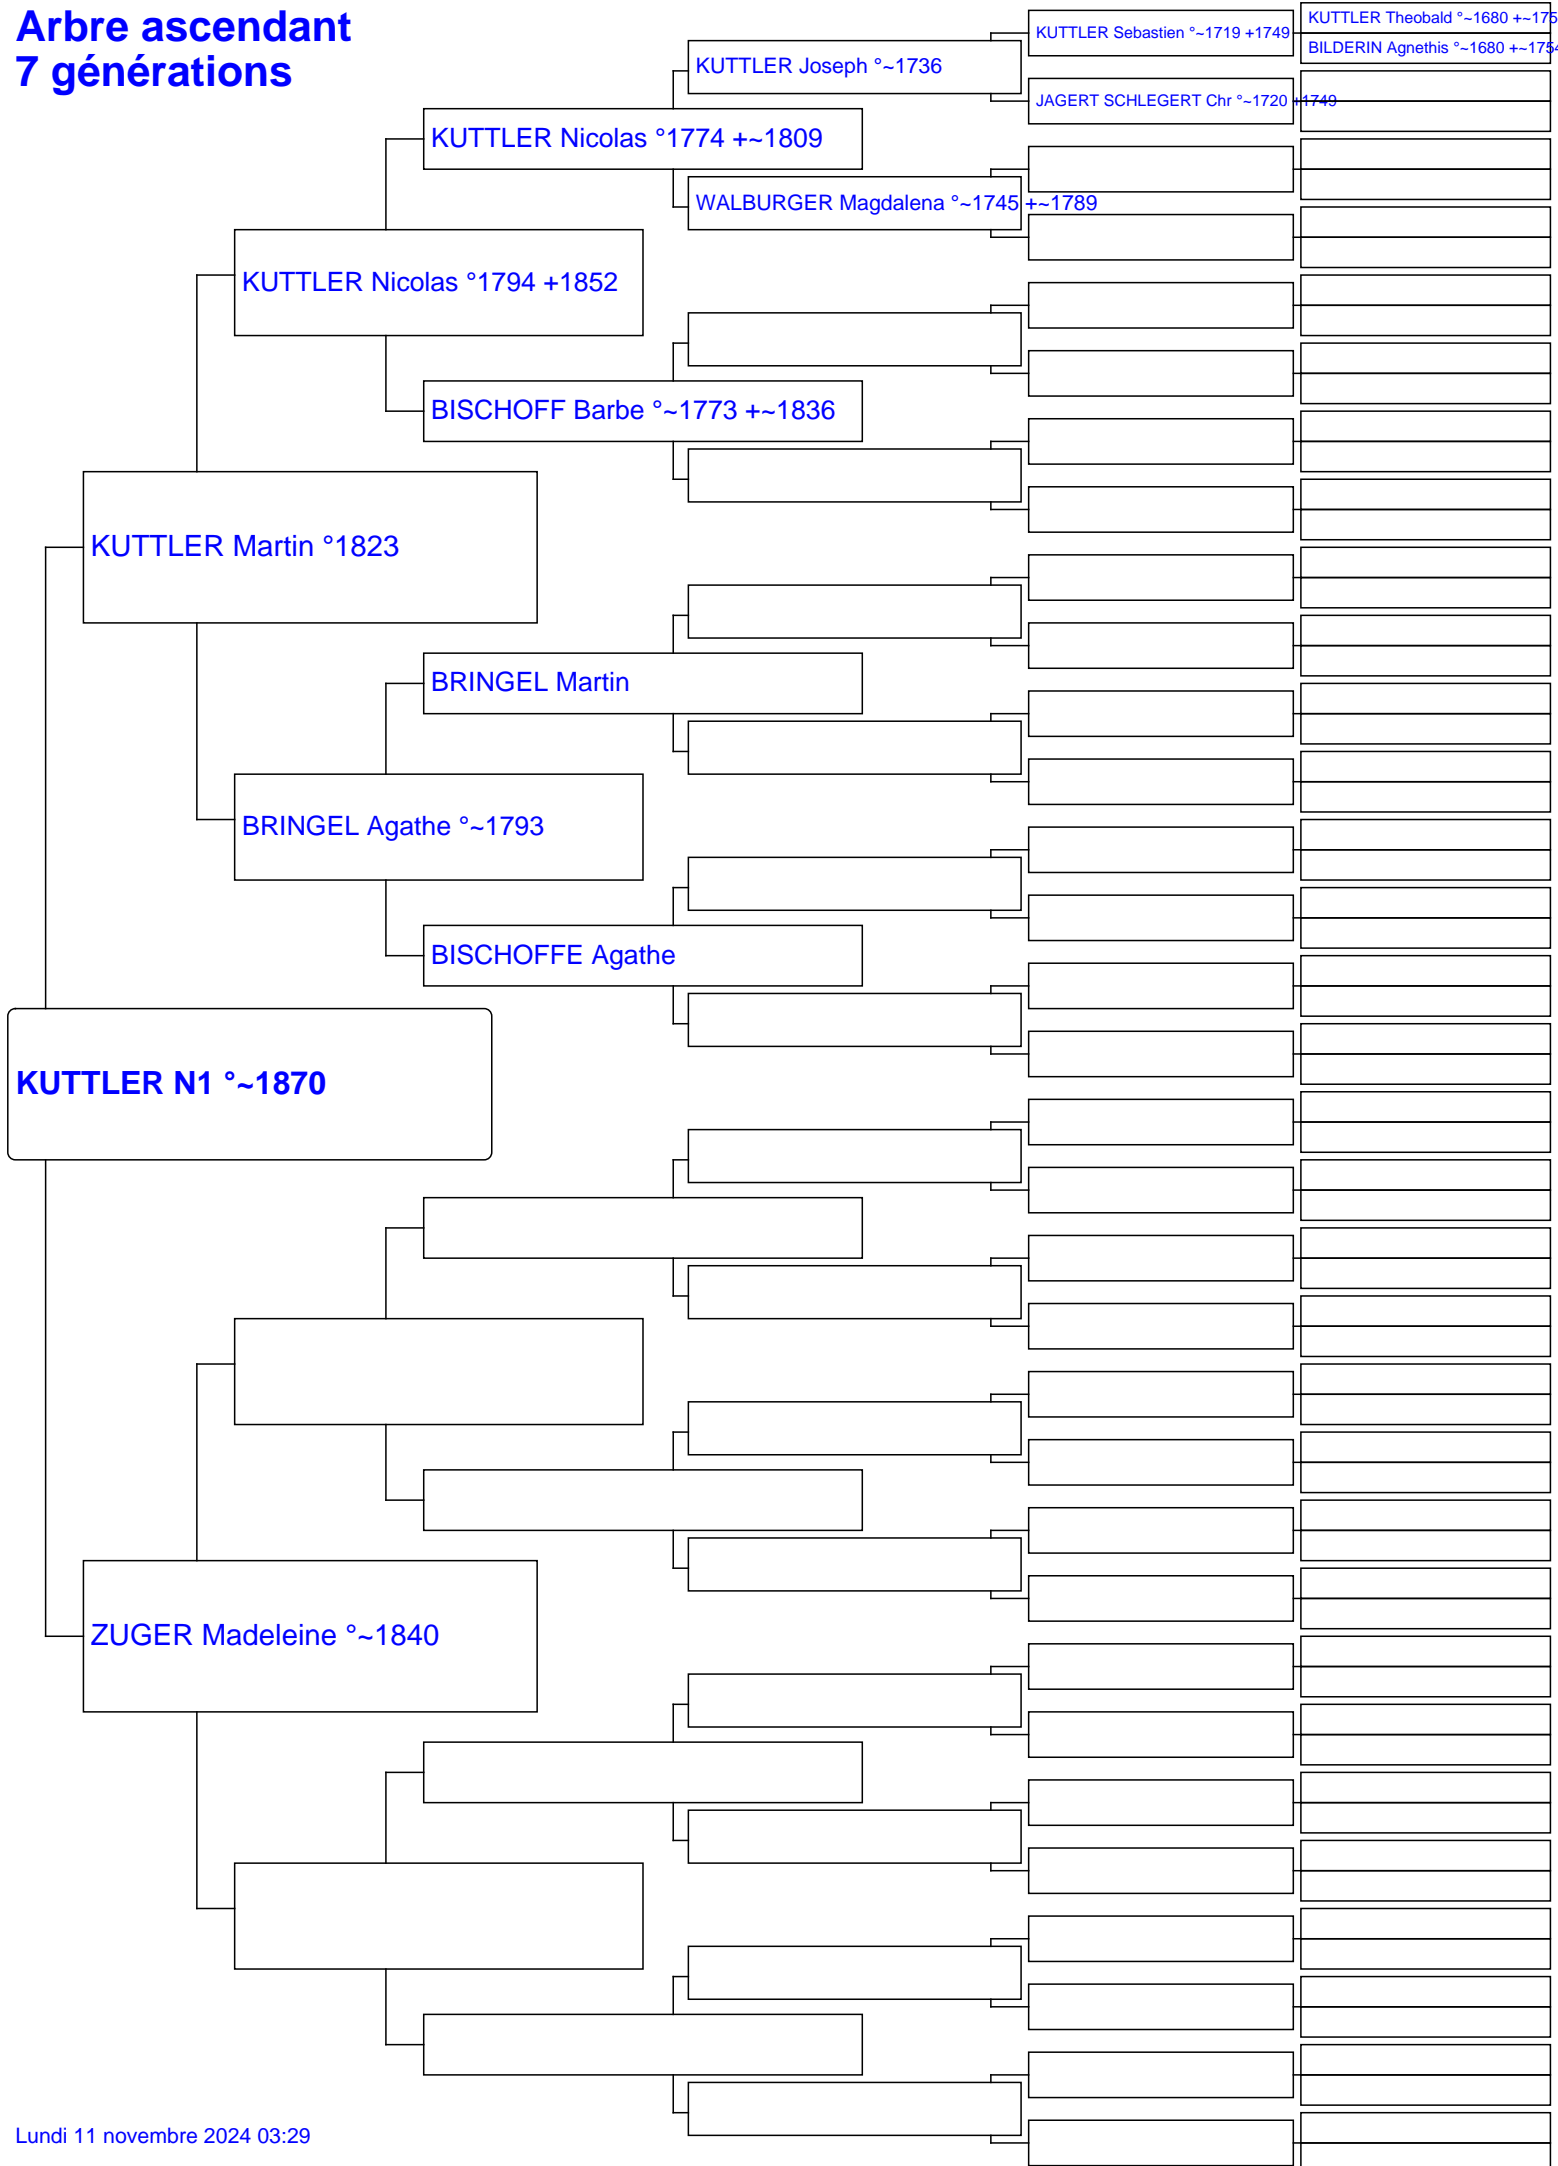 Arbre ascendant
7 générations
KUTTLER Theobald °~1680 +~175
KUTTLER Sebastien °~1719 +1749
BILDERIN Agnethis °~1680 +~1754
KUTTLER Joseph °~1736
JAGERT SCHLEGERT Chr °~1720 +1749
KUTTLER Nicolas °1774 +~1809
WALBURGER Magdalena °~1745 +~1789
KUTTLER Nicolas °1794 +1852
BISCHOFF Barbe °~1773 +~1836
KUTTLER Martin °1823
BRINGEL Martin
BRINGEL Agathe °~1793
BISCHOFFE Agathe
KUTTLER N1 °~1870
ZUGER Madeleine °~1840
Lundi 11 novembre 2024 03:29